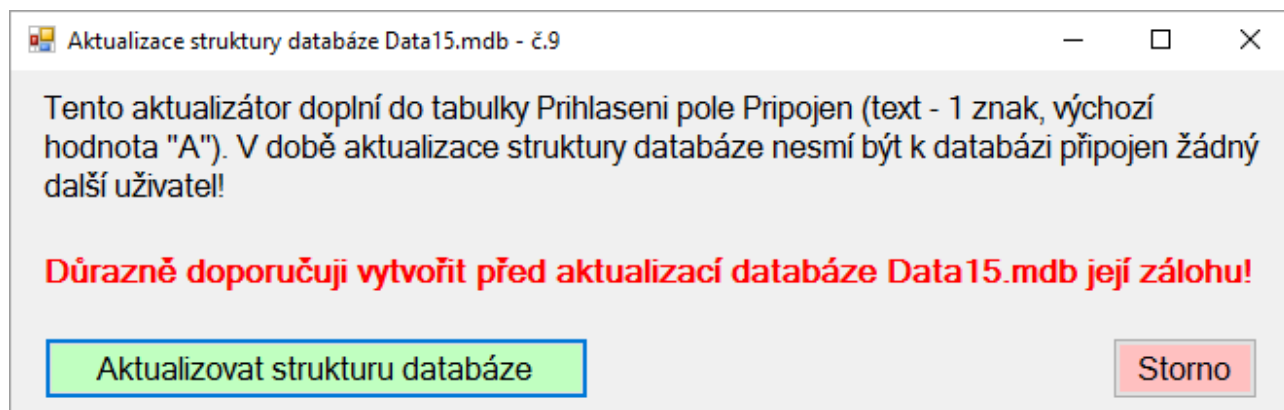 Aktualizace struktury databáze Data15.mdb - č.9
Tento aktualizátor doplní do tabulky Prihlaseni pole Pripojen (text - 1 znak, výchozí
hodnota "A"). V době aktualizace struktury databáze nesmí být k databázi připojen žádný
další uživatel!
Důrazně doporučuji vytvořit před aktualizací databáze Data15.mdb její zálohu!
Aktualizovat strukturu databáze
Storno